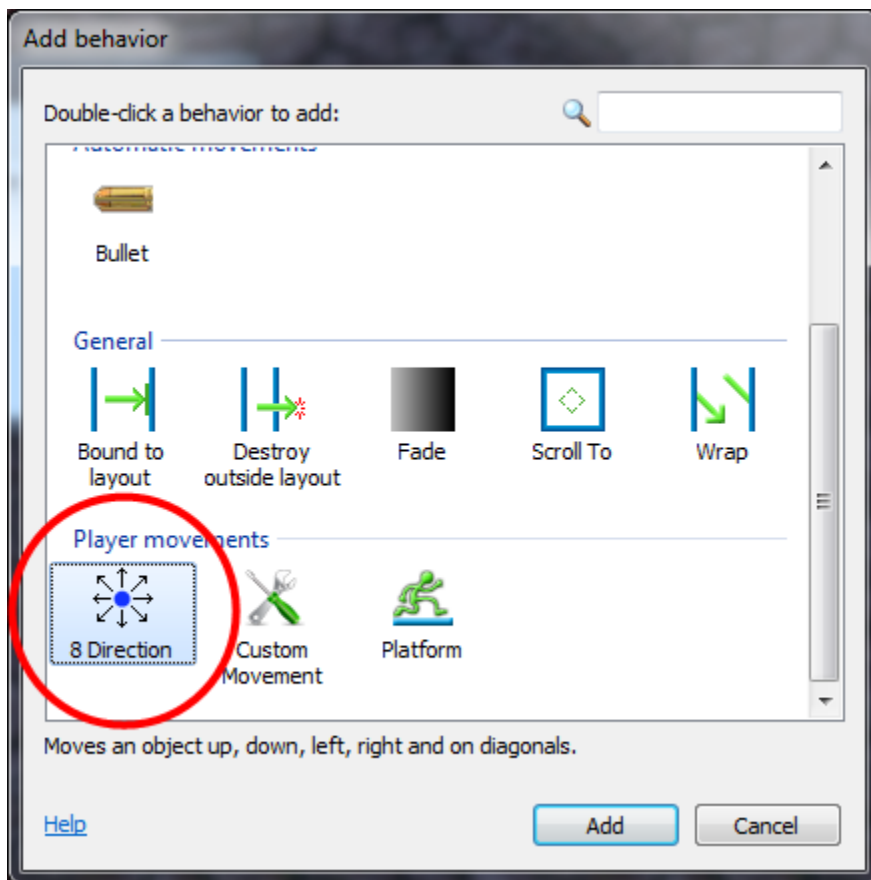 Add behavior
Double-click a behavior to add:
Automatic movements
Bullet
General
Bound to
layout
Destroy
outside layout
Fade
Scroll To
Wrap
Player movements
8 Direction
Custom
Movement
Platform
Moves an object up, down, left, right and on diagonals.
Help
Add
Cancel